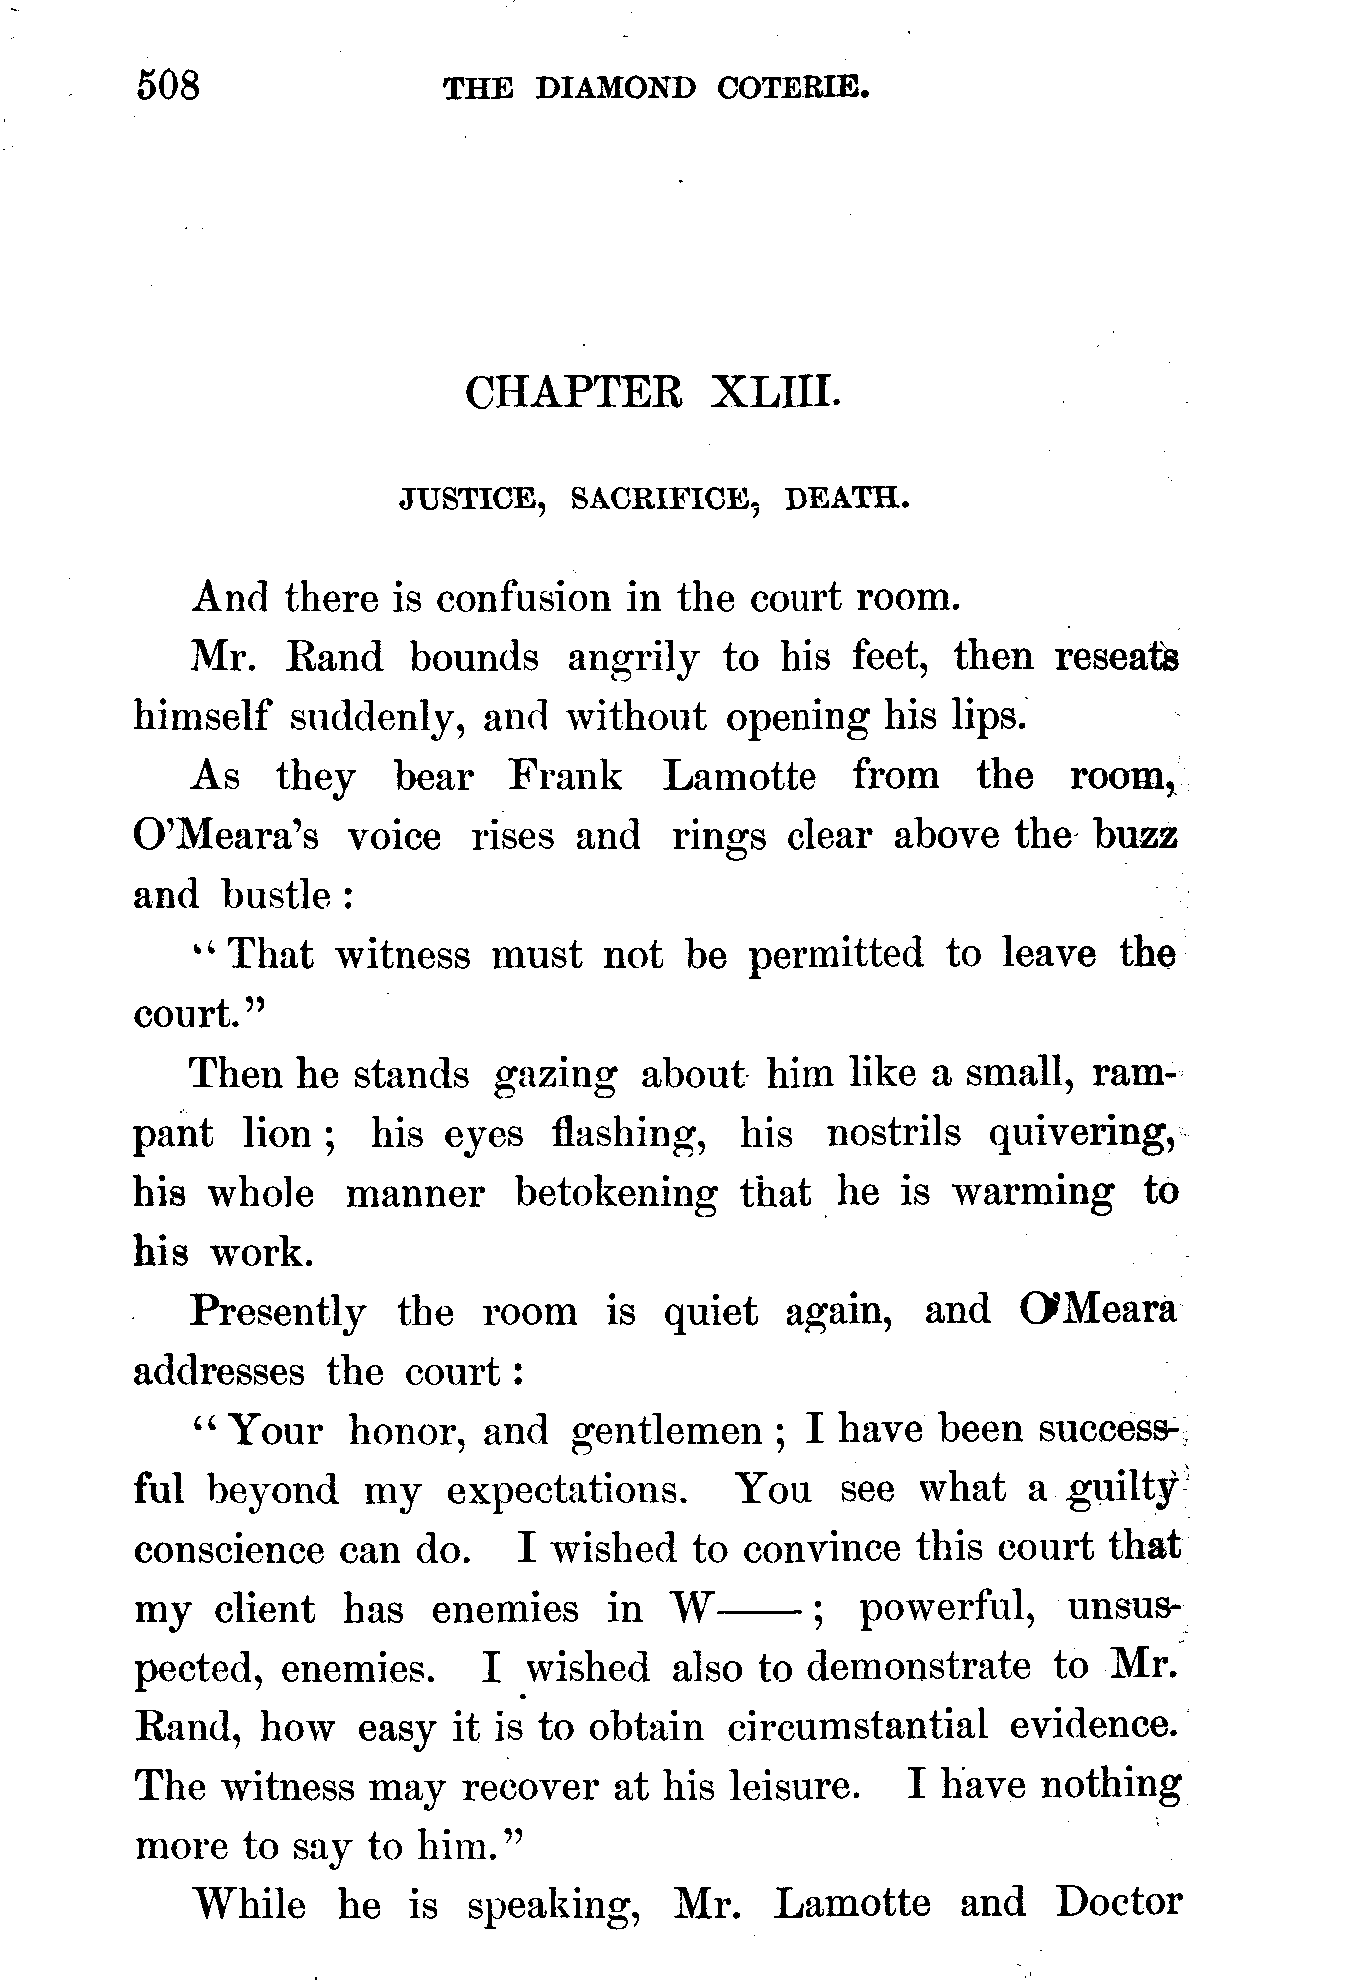 508 THE DIAMOND COTERIE.
CHAPTER XLIII.
JUSTICE, SACRIFICE, DEATH.
And there is confusion in the court room.
Mr. Rand bounds angrily to his feet, then reseats
himself suddenly, and without opening his lips.
As they bear Frank Lamotte from the room,
O'Meara's voice rises and rings clear above the buzz
and bustle :
"That witness must not be permitted to leave the
court."
Then he stands gazing about him like a small, ram-
pant lion ; his eyes flashing, his nostrils quivering,
his whole manner betokening that he is warming to
his work.
Presently the room is quiet again, and O'Meara
addresses the court :
"Your honor, and gentlemen ; I have been success-
ful beyond my expectations. You see what a guilty
conscience can do. I wished to convince this court that
my client has enemies in W—— ; powerful, unsus-
pected, enemies. I wished also to demonstrate to Mr.
Rand, how easy it is to obtain circumstantial evidence.
The witness may recover at his leisure. I have nothing
more to say to him."
While he is speaking, Mr. Lamotte and Doctor